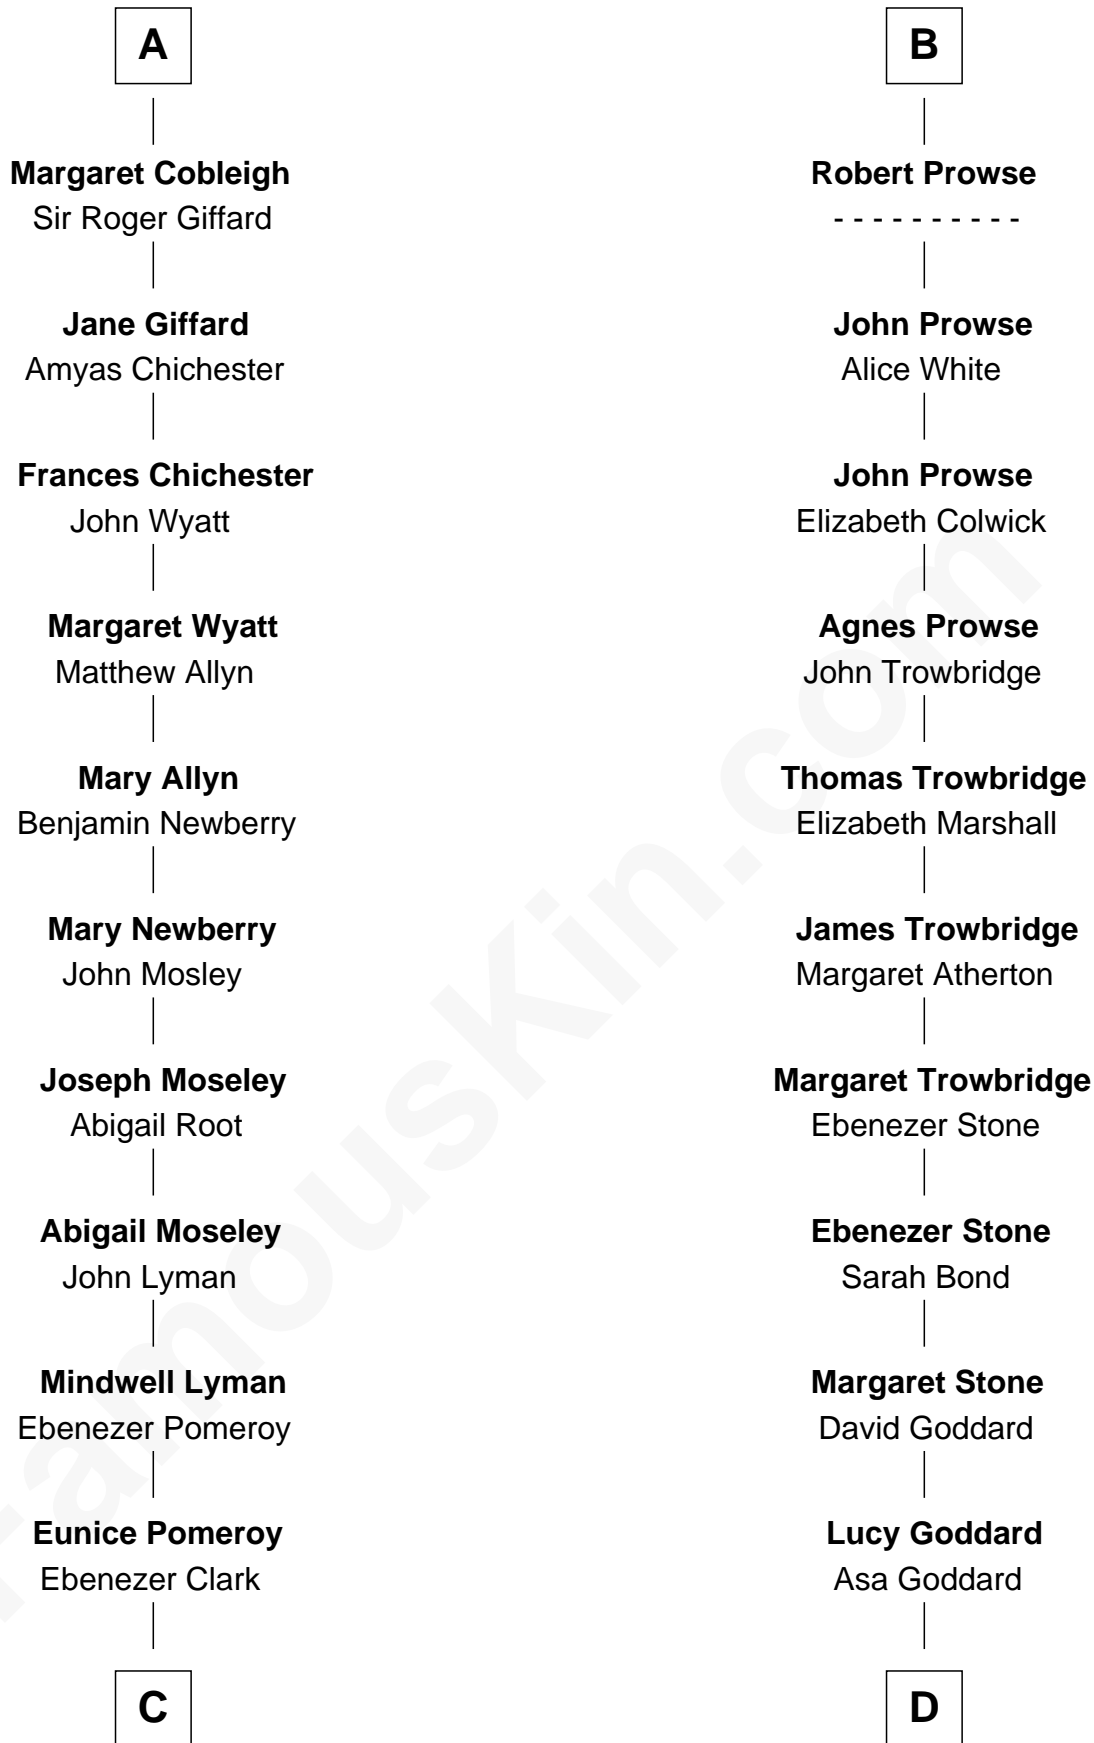 A
Margaret Cobleigh
Sir Roger Giffard
Jane Giffard
Amyas Chichester
Frances Chichester
John Wyatt
Margaret Wyatt
Matthew Allyn
Mary Allyn
Benjamin Newberry
Mary Newberry
John Mosley
Joseph Moseley
Abigail Root
Abigail Moseley
John Lyman
Mindwell Lyman
Ebenezer Pomeroy
Eunice Pomeroy
Ebenezer Clark
C
B
Robert Prowse
- - - - - - - - - -
John Prowse
Alice White
John Prowse
Elizabeth Colwick
Agnes Prowse
John Trowbridge
Thomas Trowbridge
Elizabeth Marshall
James Trowbridge
Margaret Atherton
Margaret Trowbridge
Ebenezer Stone
Ebenezer Stone
Sarah Bond
Margaret Stone
David Goddard
Lucy Goddard
Asa Goddard
D
FamousKin.com